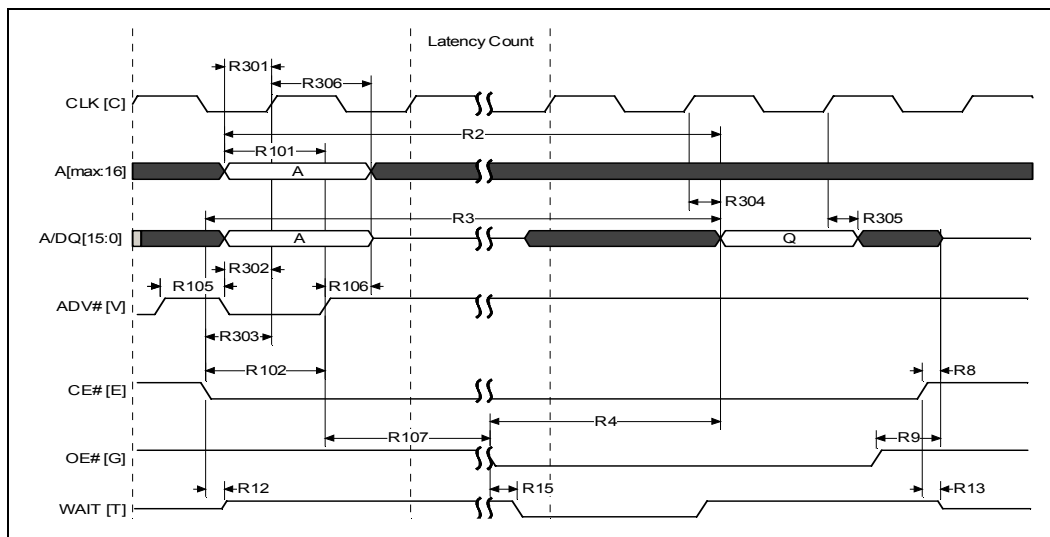 Latency Count
R301
R306
CLK [C]
R2
R101
A[max:16]
A
R304
R3
R305
A/DQ[15:0]
A
Q
R302
R105
R106
ADV# [V]
R303
R102
R8
CE# [E]
R4
R107
R9
OE# [G]
R12
R15
R13
WAIT [T]